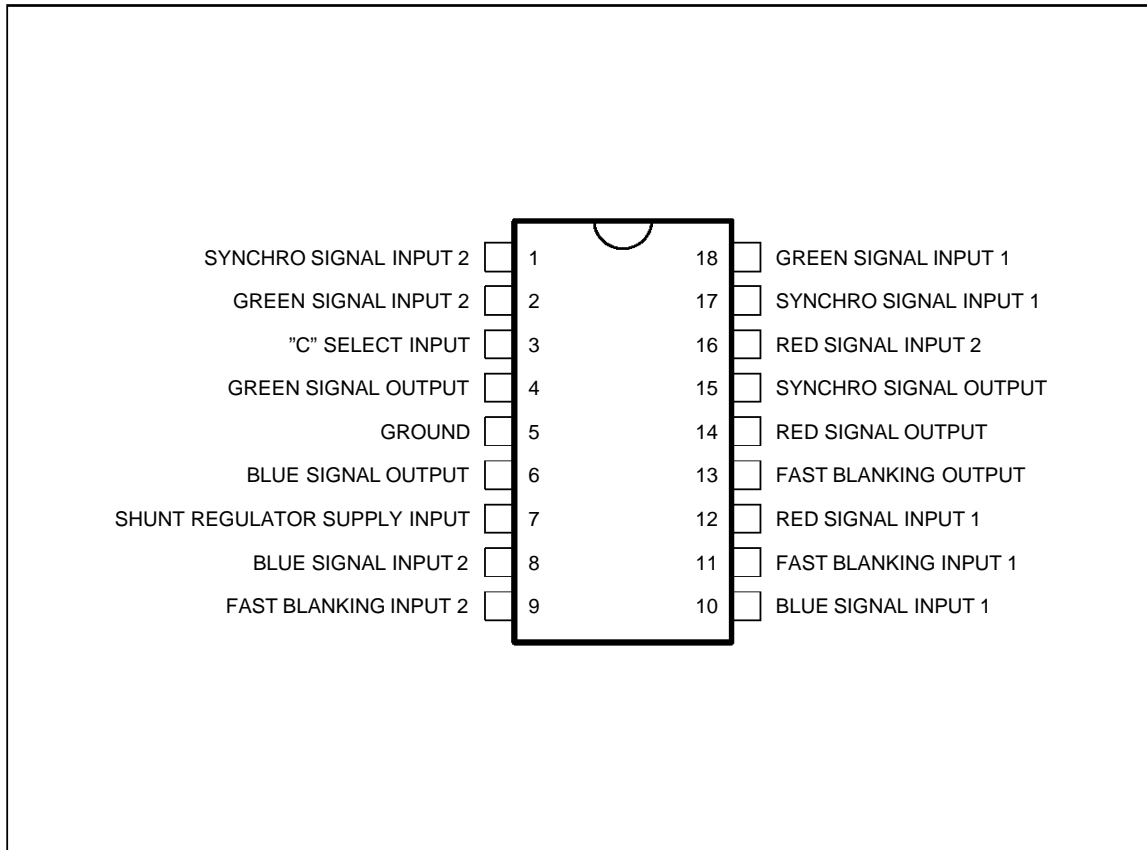 SYNCHRO SIGNAL INPUT 2 1 18 GREEN SIGNAL INPUT 1
GREEN SIGNAL INPUT 2 2 17 SYNCHRO SIGNAL INPUT 1
”C” SELECT INPUT 3 16 RED SIGNAL INPUT 2
GREEN SIGNAL OUTPUT 4 15 SYNCHRO SIGNAL OUTPUT
GROUND 5 14 RED SIGNAL OUTPUT
BLUE SIGNAL OUTPUT 6 13 FAST BLANKING OUTPUT
SHUNT REGULATOR SUPPLY INPUT 7 12 RED SIGNAL INPUT 1
BLUE SIGNAL INPUT 2 8 11 FAST BLANKING INPUT 1
FAST BLANKING INPUT 2 9 10 BLUE SIGNAL INPUT 1